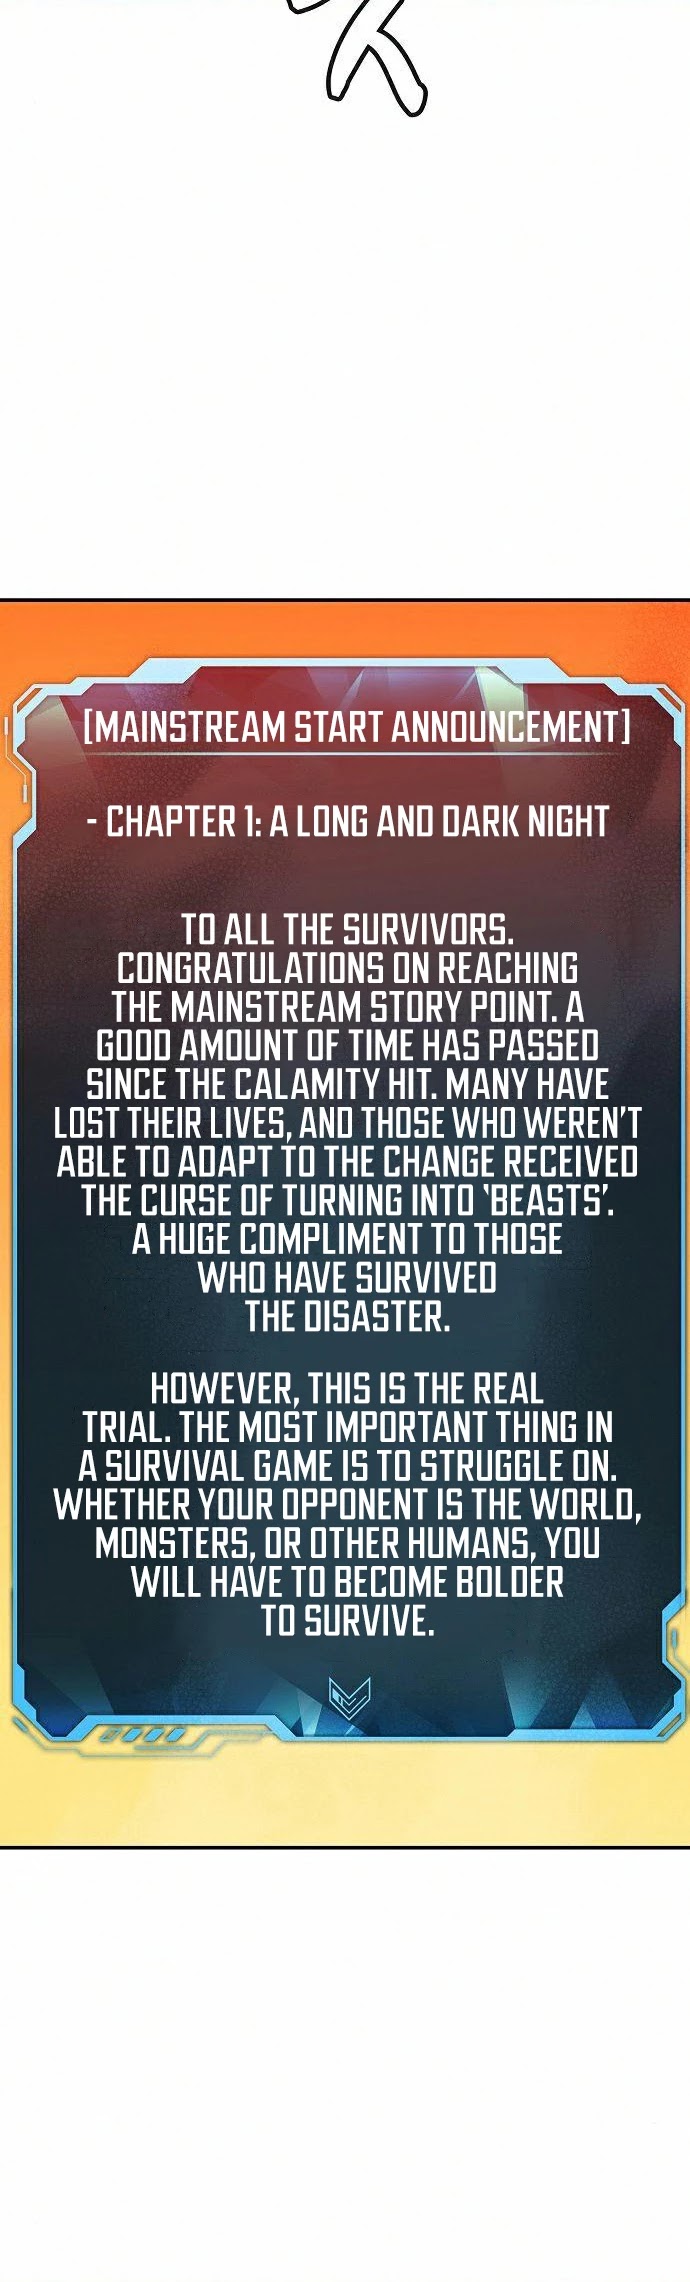 [MAINSTREAM START ANNOUNCEMENT]
- CHAPTER 1: A LONG AND DARK NIGHT
TO ALL THE SURVIVORS.
CONGRATULATIONS ON REACHING
THE MAINSTREAM STORY POINT. A
GOOD AMOUNT OF TIME HAS PASSED
SINCE THE CALAMITY HIT. MANY HAVE
LOST THEIR LIVES, AND THOSE WHO WEREN'T
ABLE TO ADAPT TO THE CHANGE RECEIVED
THE CURSE OF TURNING INTO 'BEASTS'.
A HUGE COMPLIMENT TO THOSE
WHO HAVE SURVIVED
THE DISASTER.
HOWEVER, THIS IS THE REAL
TRIAL. THE MOST IMPORTANT THING IN
A SURVIVAL GAME IS TO STRUGGLE ON.
WHETHER YOUR OPPONENT IS THE WORLD,
MONSTERS, OR OTHER HUMANS, YOU
WILL HAVE TO BECOME BOLDER
TO SURVIVE.